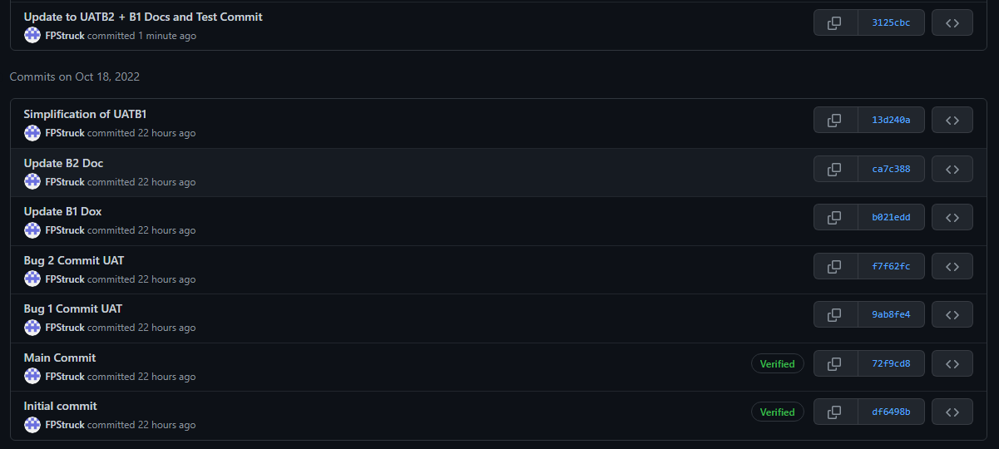 Update to UATB2 + B1 Docs and Test Commit
FPStruck committed 1 minute ago
3125cbc
Commits on Oct 18, 2022
Simplification of UATB1
FPStruck committed 22 hours ago
13d240a
Update B2 Doc
FPStruck committed 22 hours ago
ca7c388
Update B1 Dox
FPStruck committed 22 hours ago
b021edd
Bug 2 Commit UAT
FPStruck committed 22 hours ago
f7f62fc
Bug 1 Commit UAT
FPStruck committed 22 hours ago
9ab8fe4
Main Commit
FPStruck committed 22 hours ago
Verified
72f9cd8
Initial commit
FPStruck committed 22 hours ago
Verified
df6498b